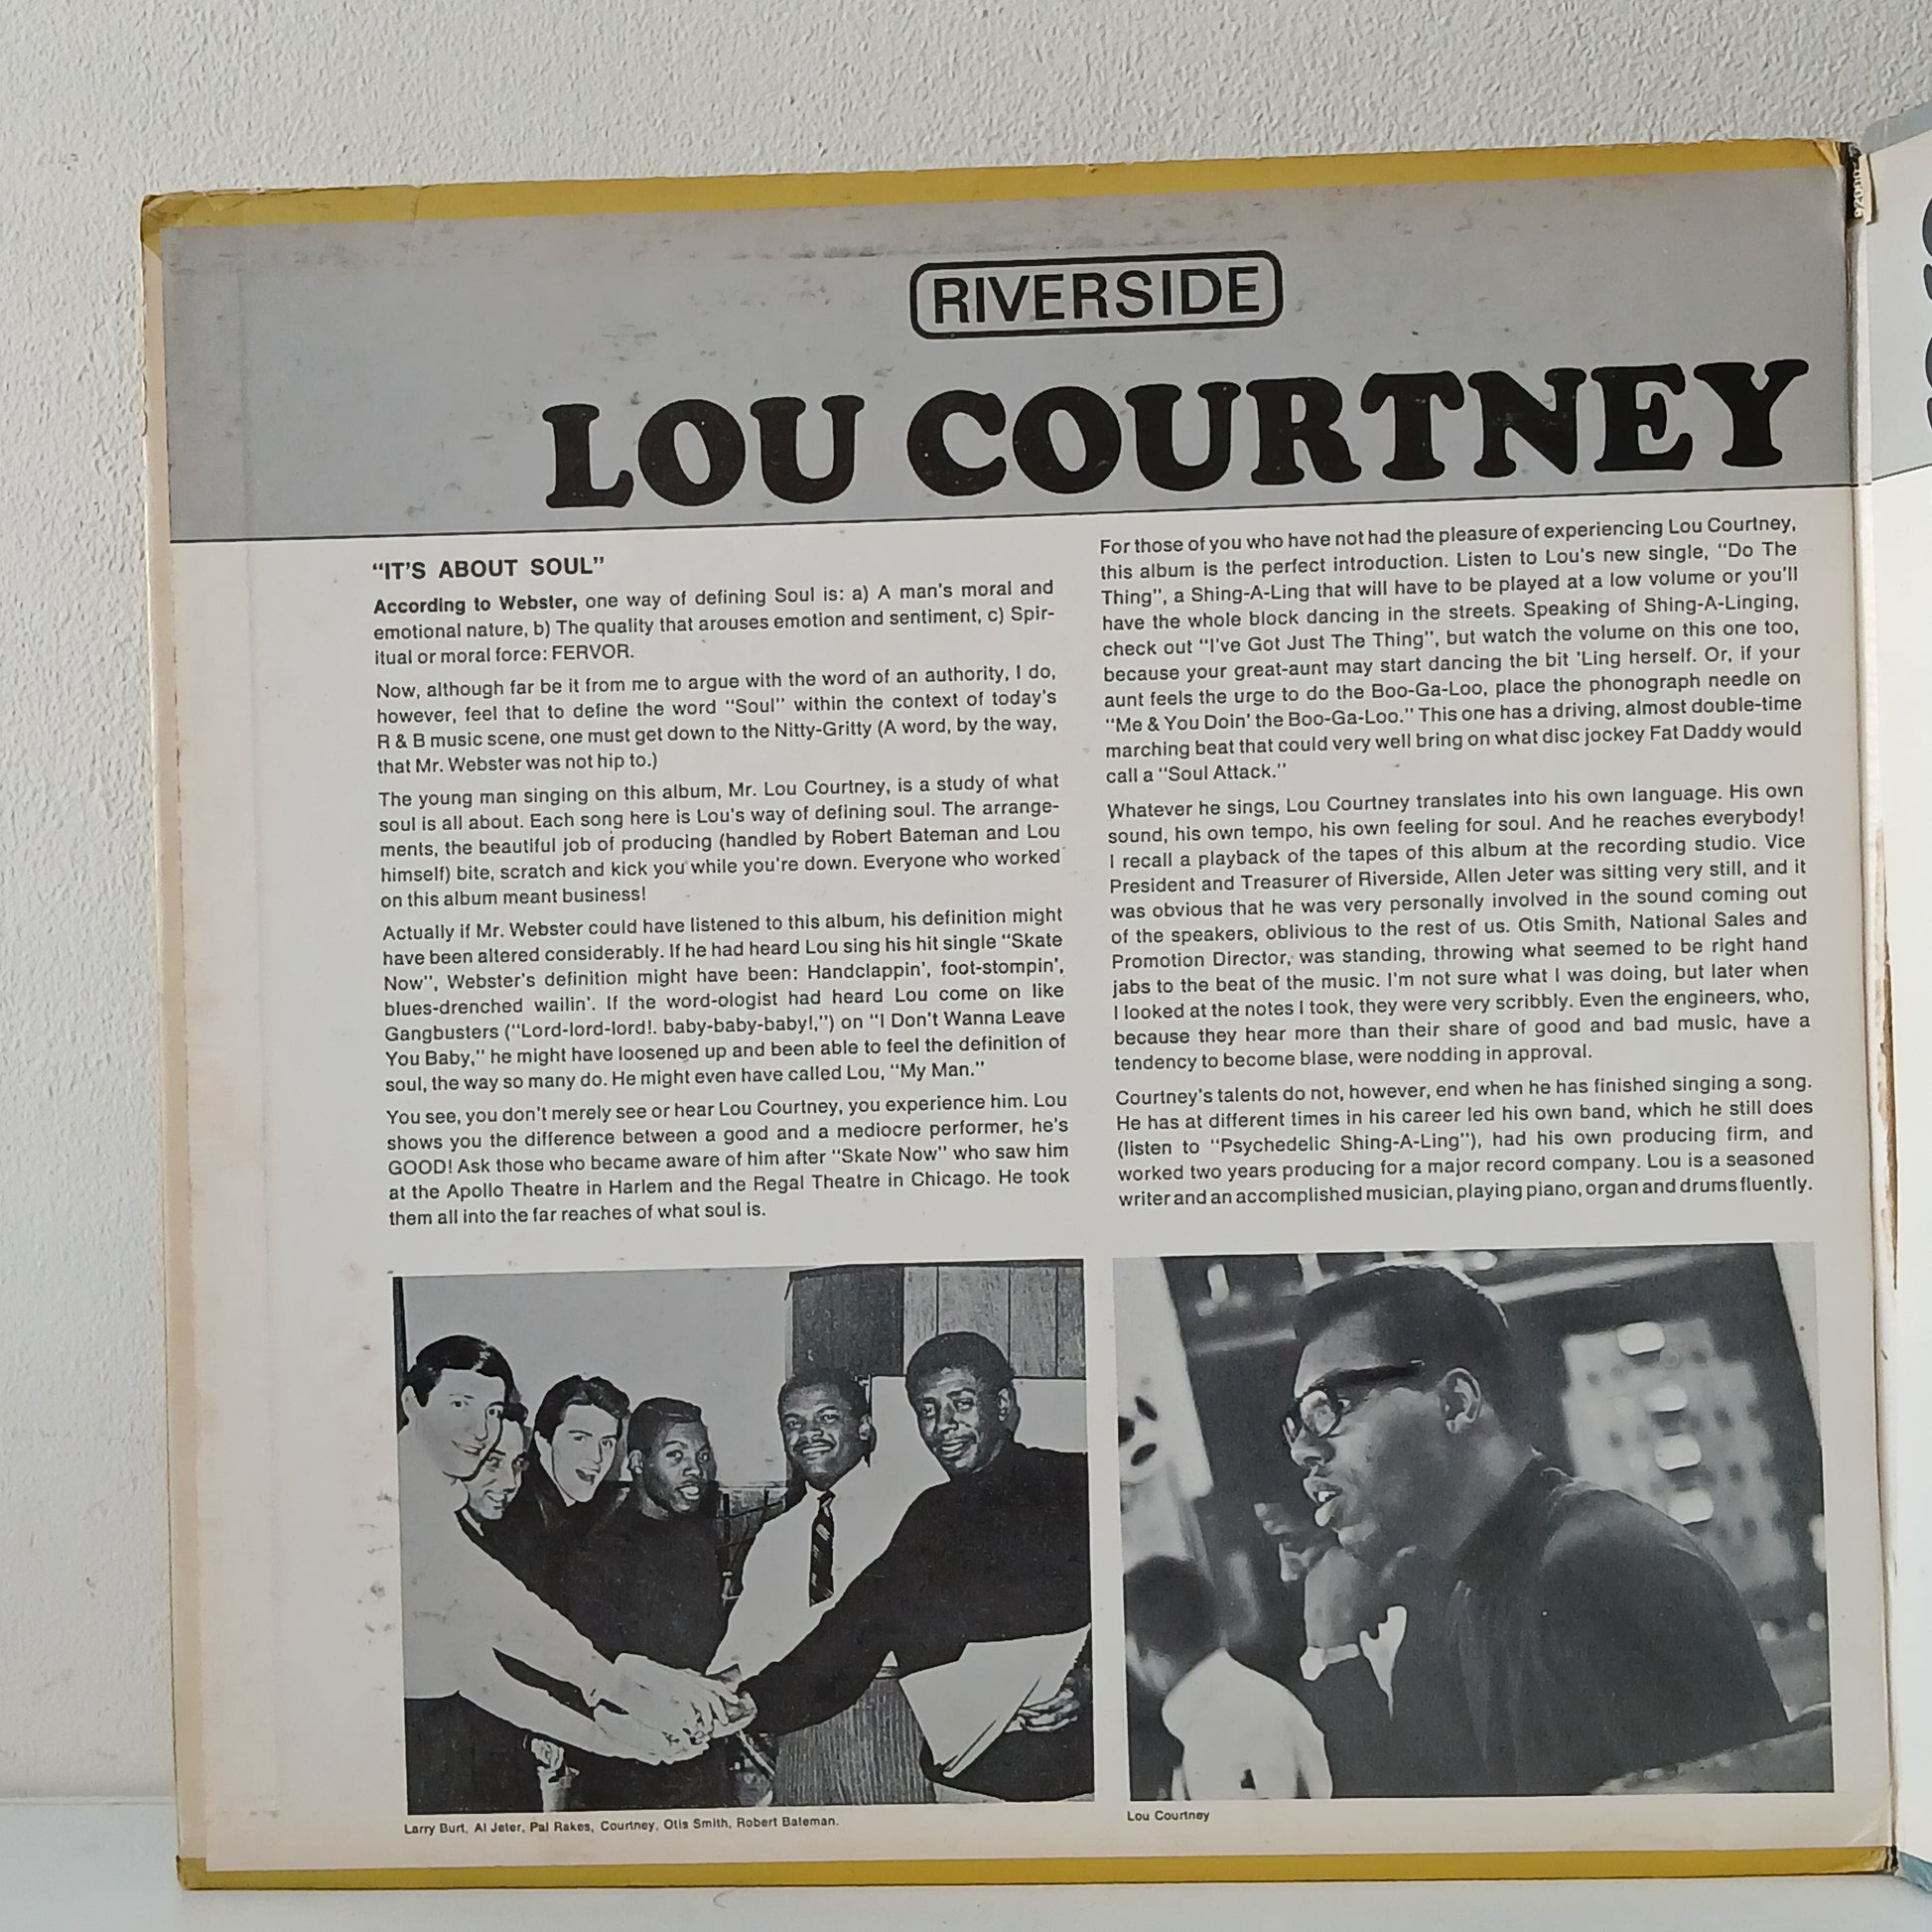 RIVERSIDE
LOU COURTNEY
“IT’S ABOUT SOUL”
According to Webster, one way of defining Soul is: a) A man’s moral and
emotional nature, b) The quality that arouses emotion and sentiment, c) Spir-
itual or moral force: FERVOR.
Now, although far be it from me to argue with the word of an authority, I do,
however, feel that to define the word “Soul” within the context of today’s
R & B music scene, one must get down to the Nitty-Gritty (A word, by the way,
that Mr. Webster was not hip to.)
The young man singing on this album, Mr. Lou Courtney, is a study of what
soul is all about. Each song here is Lou’s way of defining soul. The arrange-
ments, the beautiful job of producing (handled by Robert Bateman and Lou
himself) bite, scratch and kick you while you’re down. Everyone who worked
on this album meant business!
Actually if Mr. Webster could have listened to this album, his definition might
have been altered considerably. If he had heard Lou sing his hit single “Skate
Now”, Webster’s definition might have been: Handclappin’, foot-stompin’,
blues-drenched wailin’. If the word-ologist had heard Lou come on like
Gangbusters (“Lord-lord-lord!. baby-baby-baby!,”) on “I Don’t Wanna Leave
You Baby,” he might have loosened up and been able to feel the definition of
soul, the way so many do. He might even have called Lou, “My Man.”
You see, you don’t merely see or hear Lou Courtney, you experience him. Lou
shows you the difference between a good and a mediocre performer, he’s
GOOD! Ask those who became aware of him after “Skate Now” who saw him
at the Apollo Theatre in Harlem and the Regal Theatre in Chicago. He took
them all into the far reaches of what soul is.
For those of you who have not had the pleasure of experiencing Lou Courtney,
this album is the perfect introduction. Listen to Lou’s new single, “Do The
Thing”, a Shing-A-Ling that will have to be played at a low volume or you’ll
have the whole block dancing in the streets. Speaking of Shing-A-Linging,
check out “I’ve Got Just The Thing”, but watch the volume on this one too,
because your great-aunt may start dancing the bit ’Ling herself. Or, if your
aunt feels the urge to do the Boo-Ga-Loo, place the phonograph needle on
“Me & You Doin’ the Boo-Ga-Loo.” This one has a driving, almost double-time
marching beat that could very well bring on what disc jockey Fat Daddy would
call a “Soul Attack.”
Whatever he sings, Lou Courtney translates into his own language. His own
sound, his own tempo, his own feeling for soul. And he reaches everybody!
I recall a playback of the tapes of this album at the recording studio. Vice
President and Treasurer of Riverside, Allen Jeter was sitting very still, and it
was obvious that he was very personally involved in the sound coming out
of the speakers, oblivious to the rest of us. Otis Smith, National Sales and
Promotion Director, was standing, throwing what seemed to be right hand
jabs to the beat of the music. I’m not sure what I was doing, but later when
I looked at the notes I took, they were very scribbly. Even the engineers, who,
because they hear more than their share of good and bad music, have a
tendency to become blase, were nodding in approval.
Courtney’s talents do not, however, end when he has finished singing a song.
He has at different times in his career led his own band, which he still does
(listen to “Psychedelic Shing-A-Ling”), had his own producing firm, and
worked two years producing for a major record company. Lou is a seasoned
writer and an accomplished musician, playing piano, organ and drums fluently.
Larry Burt, Al Jeter, Pal Rakes, Courtney, Otis Smith, Robert Bateman.
Lou Courtney